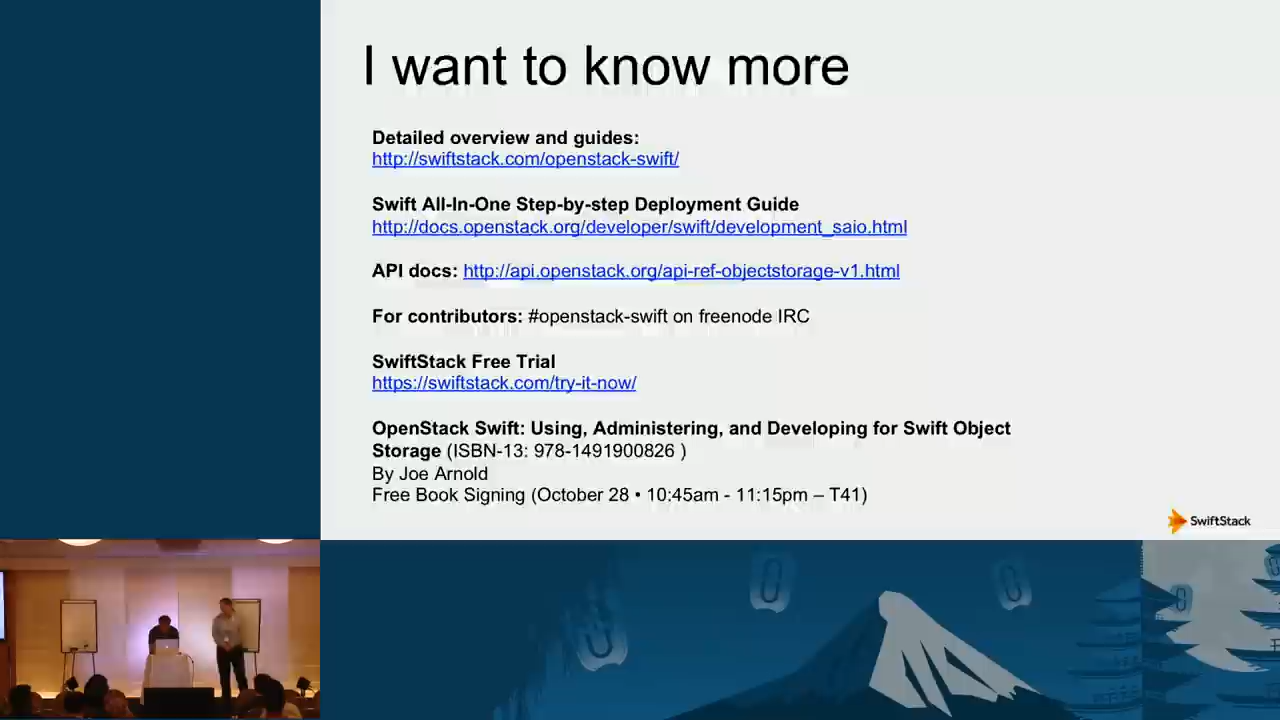 I want to know more
Detailed overview and guides:
http://swiftstack.com/openstack-swift/
Swift All-In-One Step-by-step Deployment Guide
http://docs.openstack.org/developer/swift/development_saio.html
API docs: http://api.openstack.org/api-ref-objectstorage-v1.html
For contributors: #openstack-swift on freenode IRC
SwiftStack Free Trial
https://swiftstack.com/try-it-now/
OpenStack Swift: Using, Administering, and Developing for Swift Object
Storage (ISBN-13: 978-1491900826 )
By Joe Arnold
Free Book Signing (October 28 • 10:45am - 11:15pm – T41)
SwiftStack